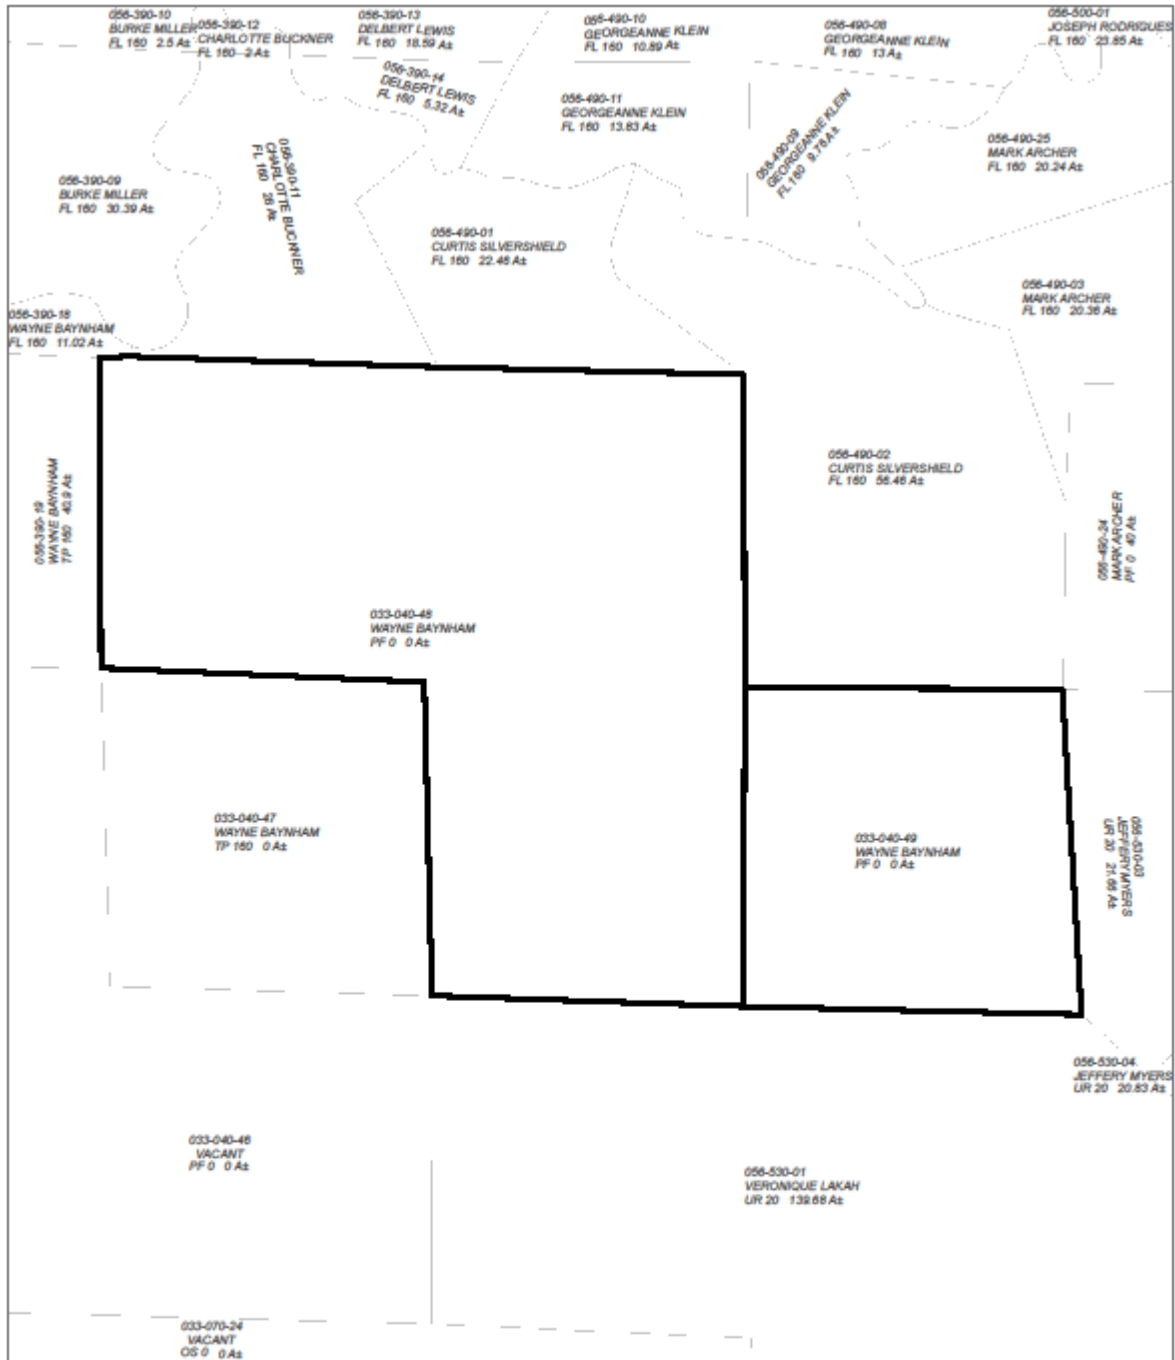 056-390-10
BURKE MILLER
FL 160 2.5 A±
056-390-12
CHARLOTTE BUCKNER
FL 160 2 A±
056-390-13
DELBERT LEWIS
FL 160 18.59 A±
056-490-10
GEORGEANNE KLEIN
FL 160 10.89 A±
056-490-08
GEORGEANNE KLEIN
FL 160 13 A±
056-500-01
JOSEPH RODRIGUES
FL 160 23.85 A±
056-390-14
DELBERT LEWIS
FL 160 5.32 A±
056-490-11
GEORGEANNE KLEIN
FL 160 13.83 A±
056-490-09
GEORGEANNE KLEIN
FL 160 9.78 A±
056-490-25
MARK ARCHER
FL 160 20.24 A±
056-390-09
BURKE MILLER
FL 160 30.39 A±
056-390-11
CHARLOTTE BUCKNER
FL 160 26 A±
056-490-01
CURTIS SILVERSHIELD
FL 160 22.46 A±
056-490-03
MARK ARCHER
FL 160 20.36 A±
056-390-18
WAYNE BAYNHAM
FL 160 11.02 A±
056-390-19
WAYNE BAYNHAM
TP 160 40.9 A±
056-490-02
CURTIS SILVERSHIELD
FL 160 56.46 A±
056-490-24
MARK ARCHER
PF 0 40 A±
033-040-48
WAYNE BAYNHAM
PF 0 0 A±
033-040-47
WAYNE BAYNHAM
TP 160 0 A±
033-040-49
WAYNE BAYNHAM
PF 0 0 A±
056-530-03
JEFFERY MYERS
UR 20 21.66 A±
056-530-04
JEFFERY MYERS
UR 20 20.83 A±
033-040-46
VACANT
PF 0 0 A±
056-530-01
VERONIQUE LAKAH
UR 20 139.68 A±
033-070-24
VACANT
OS 0 0 A±